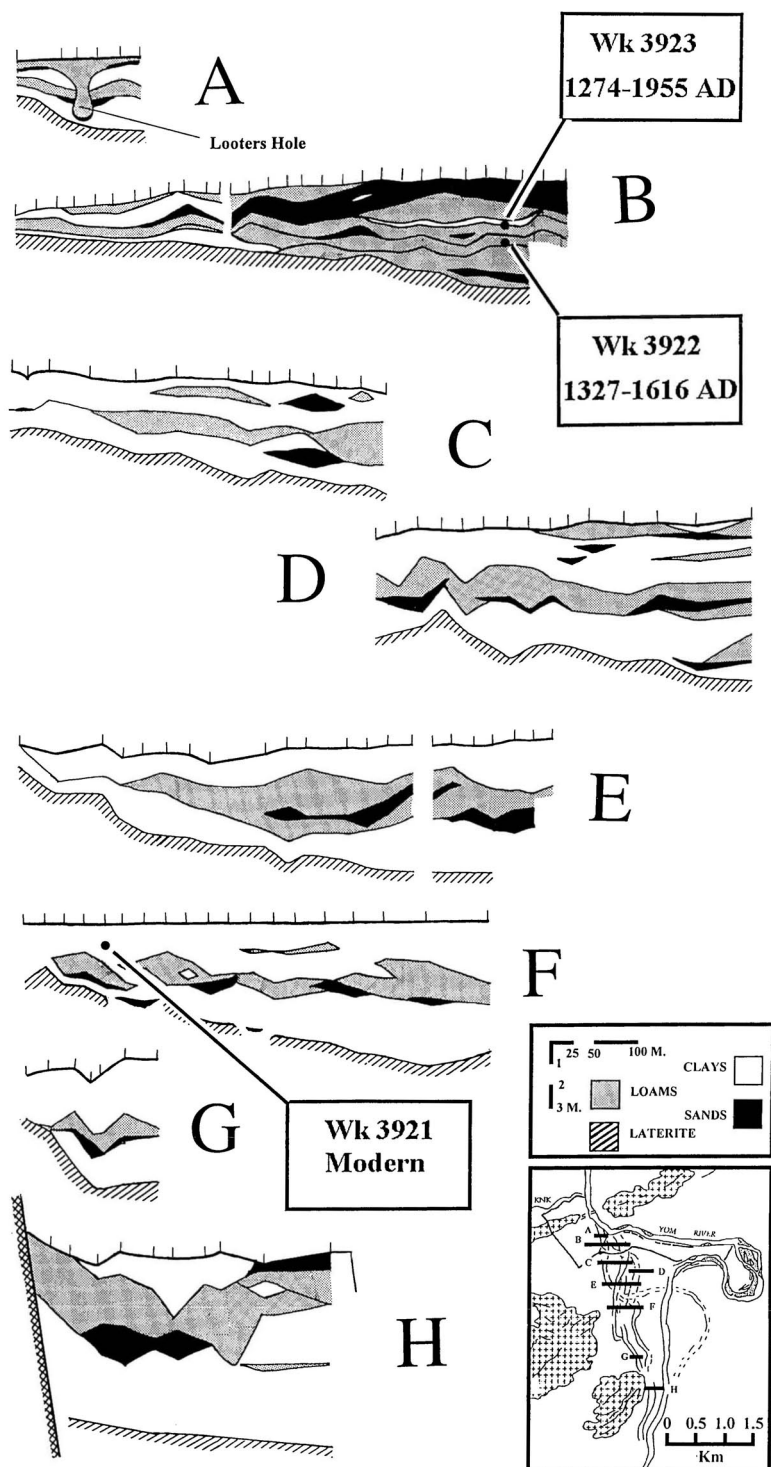 Wk 3923
1274-1955 AD
A
Looters Hole
B
Wk 3922
1327-1616 AD
C
D
E
F
G
Wk 3921
Modern
H
1 25 50 100 M.
2
3 M.
CLAYS
LOAMS
SANDS
LATERITE
KNK
YOM RIVER
A
B
C
D
E
F
G
H
0 0.5 1.0 1.5
Km